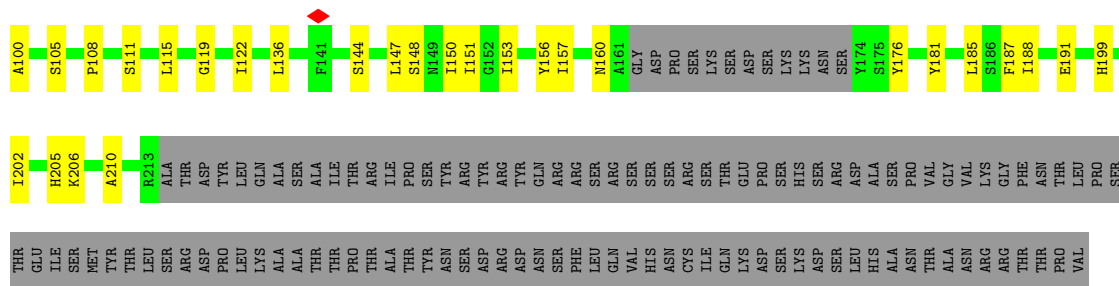 A100 S105 P108 S111 L115 G119 I122 L136 F141 S144 L147 S148 N149 I150 I151 G152 I153 Y156 I157 N160 A161 GLY ASP PRO SER LYS SER ASP SER LYS LYS ASN SER Y174 S175 Y176 Y181 L185 S186 F187 I188 E191 H199
I202 H205 K206 A210 R213 ALA THR ASP TYR LEU GLN ALA SER ALA ILE THR ARG ILE PRO SER TYR ARG TYR ARG TYR GLN ARG ARG SER ARG SER SER SER ARG SER THR GLU PRO SER HIS SER ARG ASP ALA SER PRO VAL GLY VAL LYS GLY PHE ASN THR LEU PRO SER
THR GLU ILE SER MET TYR THR LEU SER ARG ASP PRO LEU LYS ALA ALA THR THR PRO THR ALA THR TYR ASN SER ASP ARG ASP ASN SER PHE LEU GLN VAL HIS ASN CYS ILE GLN LYS ASP SER LYS ASP SER LEU HIS ALA ASN THR ALA ASN ARG ARG THR THR PRO VAL